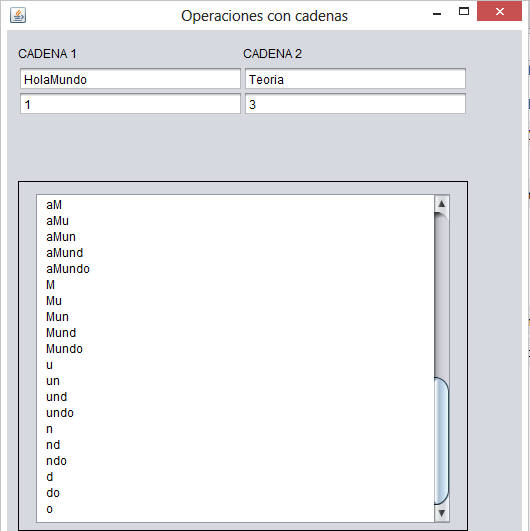 Operaciones con cadenas
CADENA 1 CADENA 2
HolaMundo Teoria
1 3
aM
aMu
aMun
aMund
aMundo
M
Mu
Mun
Mund
Mundo
u
un
und
undo
n
nd
ndo
d
do
o